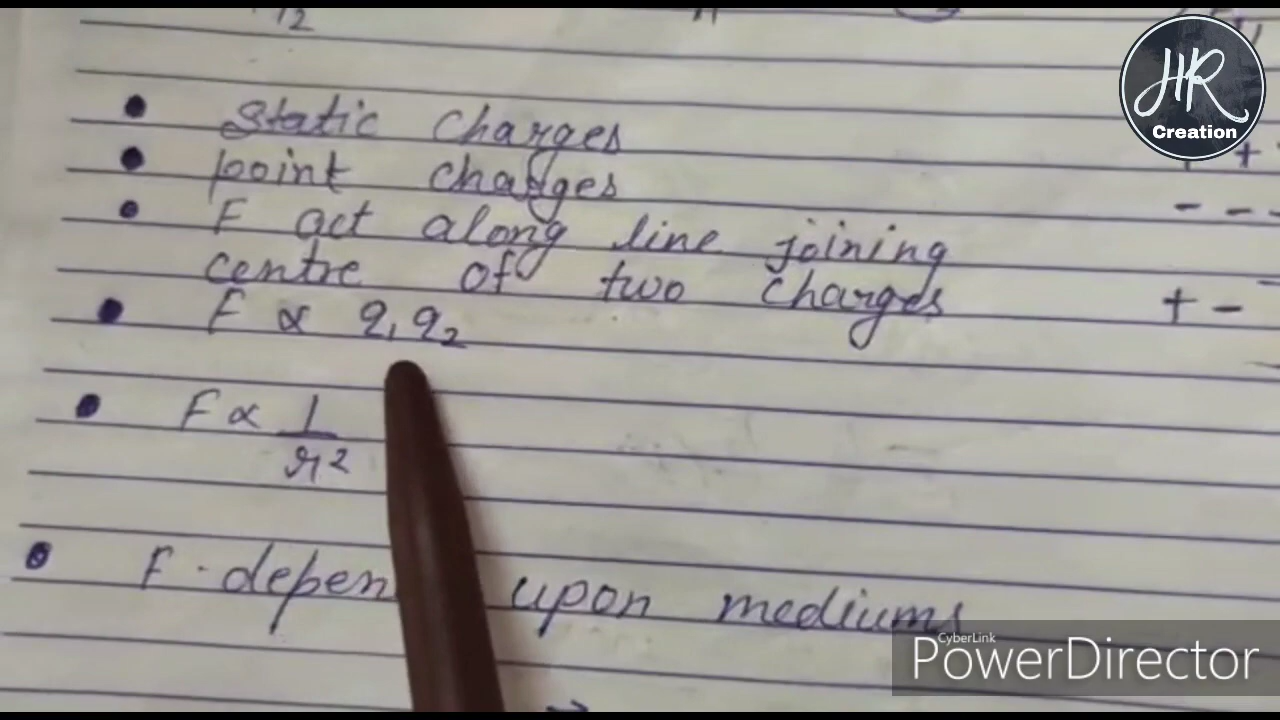 HR
Creation
• Static charges
• point charges
• F act along line joining
centre of two charges
+ -
• F ∝ q₁q₂
• F ∝ 1/r²
• F depen upon mediums
CyberLink
PowerDirector